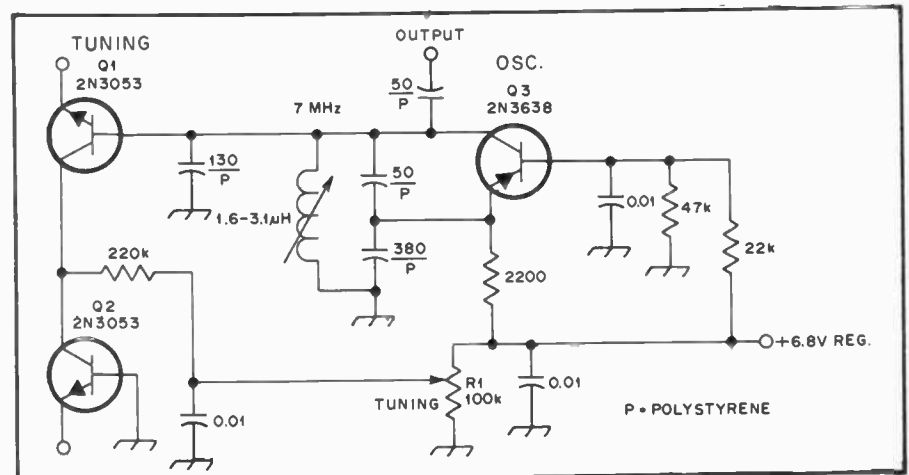 TUNING
Q1
2N3053
OUTPUT
50
P
OSC.
Q3
2N3638
7 MHz
130
P
1.6-3.1µH
50
P
380
P
2200
0.01
47k
22k
220k
Q2
2N3053
+6.8V REG.
0.01
TUNING
R1
100k
0.01
P = POLYSTYRENE